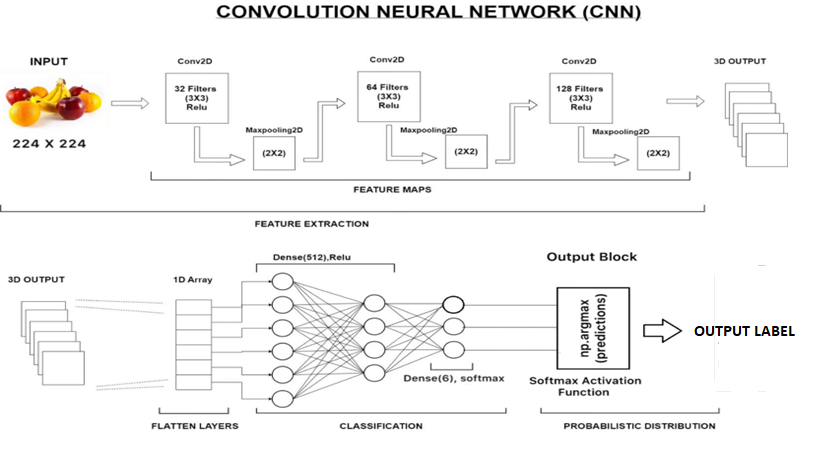 CONVOLUTION NEURAL NETWORK (CNN)
INPUT
224 X 224
Conv2D
32 Filters
(3X3)
Relu
Maxpooling2D
(2X2)
Conv2D
64 Filters
(3X3)
Relu
Maxpooling2D
(2X2)
Conv2D
128 Filters
(3X3)
Relu
Maxpooling2D
(2X2)
3D OUTPUT
FEATURE MAPS
FEATURE EXTRACTION
3D OUTPUT
1D Array
FLATTEN LAYERS
Dense(512),Relu
Dense(6), softmax
CLASSIFICATION
Output Block
np.argmax
(predictions)
Softmax Activation
Function
PROBABILISTIC DISTRIBUTION
OUTPUT LABEL